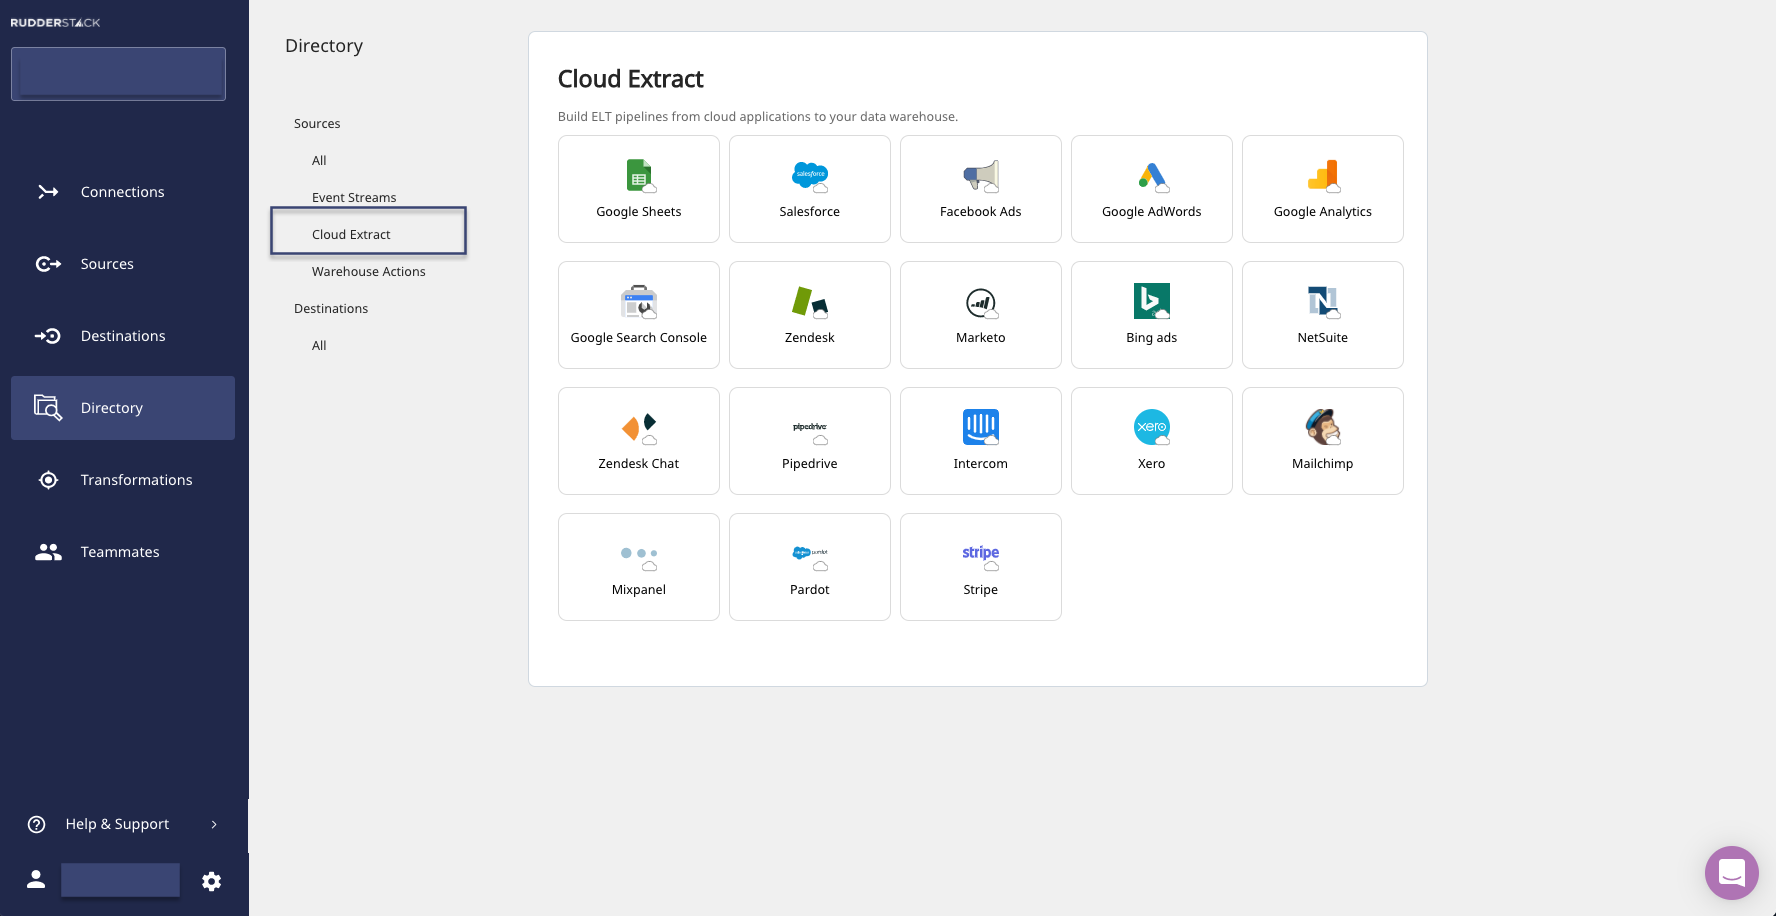 RUDDERSTACK
Connections
Sources
Destinations
Directory
Transformations
Teammates
Help & Support
Directory
Sources
All
Event Streams
Cloud Extract
Warehouse Actions
Destinations
All
Cloud Extract
Build ELT pipelines from cloud applications to your data warehouse.
salesforce
Google Sheets
Salesforce
Facebook Ads
Google AdWords
Google Analytics
Google Search Console
Zendesk
Marketo
Bing ads
NetSuite
pipedrive
xero
Zendesk Chat
Pipedrive
Intercom
Xero
Mailchimp
pardot
stripe
Mixpanel
Pardot
Stripe